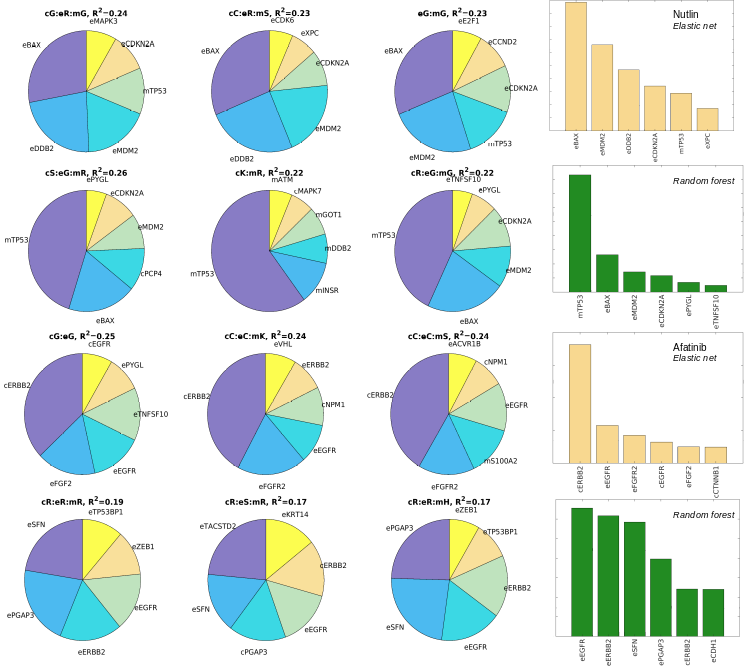 cG:eR:mG, R2=0.24
eMAPK3
eCDKN2A
mTP53
eMDM2
eDDB2
eBAX
cC:eR:mS, R2=0.23
eCDK6
eXPC
eCDKN2A
eMDM2
eDDB2
eBAX
eG:mG, R2=0.23
eE2F1
eCCND2
eCDKN2A
mTP53
eMDM2
eBAX
Nutlin
Elastic net
eBAX
eMDM2
eDDB2
eCDKN2A
mTP53
eXPC
cS:eG:mR, R2=0.26
ePYGL
eCDKN2A
eMDM2
cPCP4
eBAX
mTP53
cK:mR, R2=0.22
mATM
cMAPK7
mGOT1
mDDB2
mINSR
mTP53
cR:eG:mG, R2=0.22
eTNFSF10
ePYGL
eCDKN2A
eMDM2
eBAX
mTP53
Random forest
mTP53
eBAX
eMDM2
eCDKN2A
ePYGL
eTNFSF10
cG:eG, R2=0.25
cEGFR
ePYGL
eTNFSF10
eEGFR
eFGF2
cERBB2
cC:eC:mK, R2=0.24
eVHL
eERBB2
cNPM1
eEGFR
eFGFR2
cERBB2
cC:eC:mS, R2=0.24
eACVR1B
cNPM1
eEGFR
mS100A2
eFGFR2
cERBB2
Afatinib
Elastic net
cERBB2
eEGFR
eFGFR2
cEGFR
eFGF2
cCTNNB1
cR:eR:mR, R2=0.19
eTP53BP1
eZEB1
eEGFR
eERBB2
ePGAP3
eSFN
cR:eS:mR, R2=0.17
eKRT14
cERBB2
eEGFR
cPGAP3
eSFN
eTACSTD2
cR:eR:mH, R2=0.17
eZEB1
eTP53BP1
eERBB2
eEGFR
eSFN
ePGAP3
Random forest
eEGFR
eERBB2
eSFN
ePGAP3
cERBB2
eCDH1